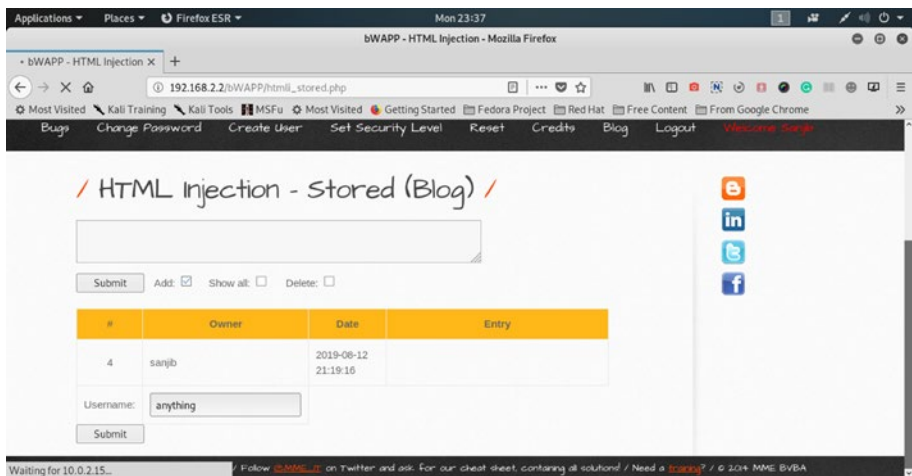 Applications Places Firefox ESR Mon 23:37 1
bWAPP - HTML Injection - Mozilla Firefox
bWAPP - HTML Injection
192.168.2.2/bWAPP/htmli_stored.php
Most Visited Kali Training Kali Tools MSFu Most Visited Getting Started Fedora Project Red Hat Free Content From Google Chrome
Bugs Change Password Create User Set Security Level Reset Credits Blog Logout Welcome Sanjib
/ HTML Injection - Stored (Blog) /
Submit Add: Show all: Delete:
# Owner Date Entry
4 sanjib 2019-08-12
21:19:16
Username: anything
Submit
Waiting for 10.0.2.15... / Follow @MME_IT on Twitter and ask for our cheat sheet, containing all solutions! / Need a training? / © 2014 MME BVBA